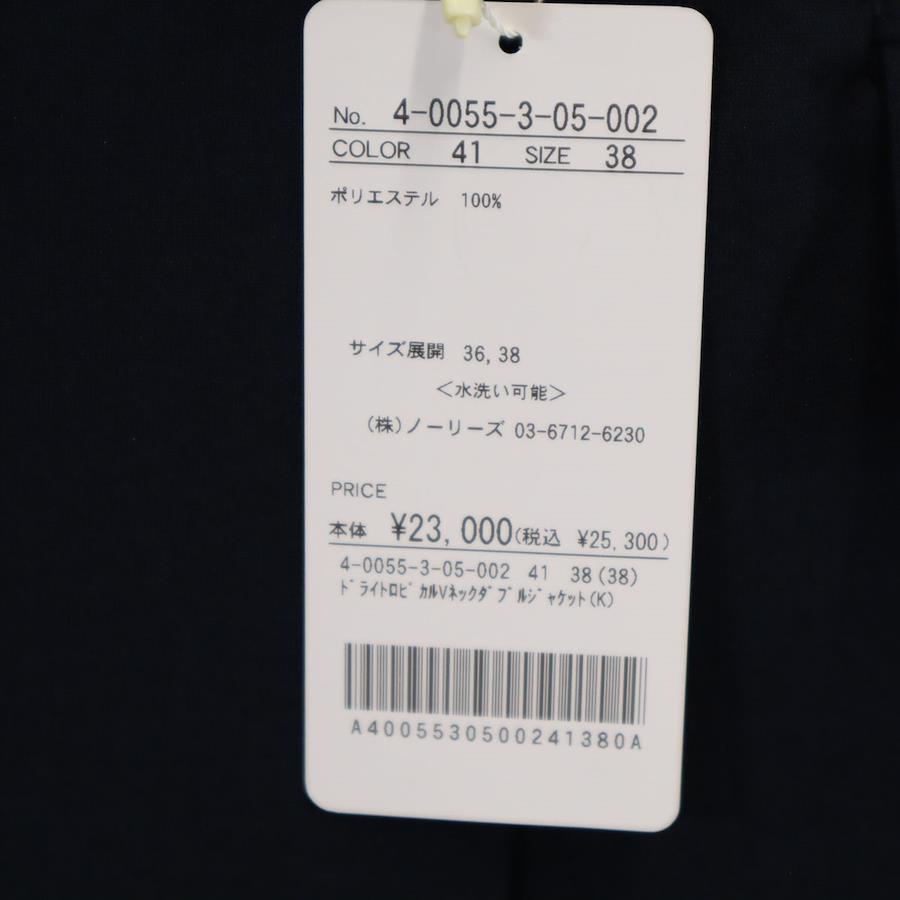 No. 4-0055-3-05-002
COLOR 41 SIZE 38
ポリエステル 100%
サイズ展開 36,38
<水洗い可能>
(株)ノーリーズ 03-6712-6230
PRICE
本体 ¥23,000(税込 ¥25,300)
4-0055-3-05-002 41 38(38)
ドライトロピカルVネックダブルジャケット(K)
A4005530500241380A